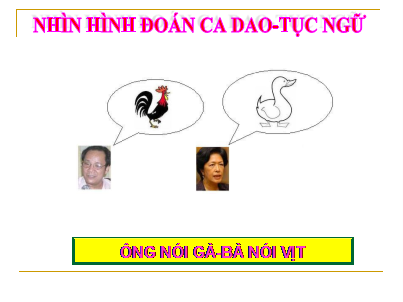 NHÌN HÌNH ĐOÁN CA DAO-TỤC NGỮ
ÔNG NÓI GÀ-BÀ NÓI VỊT